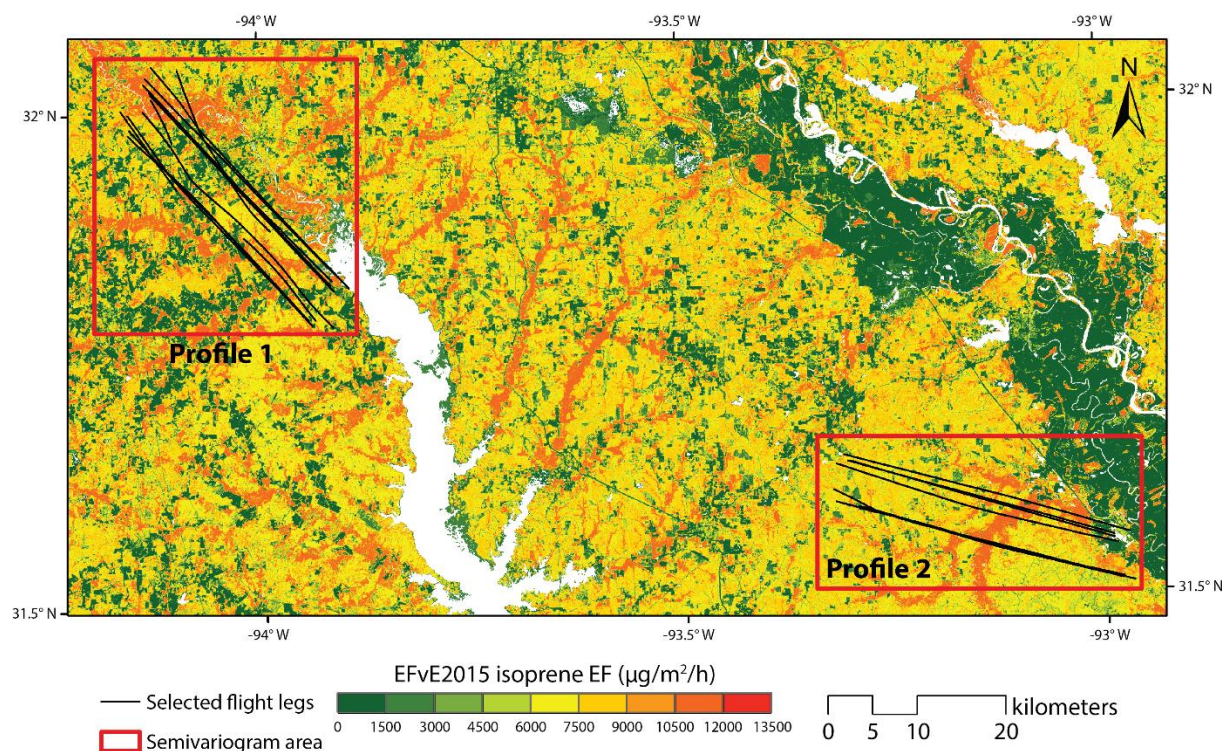 -94°W -93.5°W -93°W
N
32°N 32°N
Profile 1
Profile 2
31.5°N 31.5°N
-94°W -93.5°W -93°W
EFvE2015 isoprene EF (µg/m²/h)
Selected flight legs
0 1500 3000 4500 6000 7500 9000 10500 12000 13500
0 5 10 20 kilometers
Semivariogram area